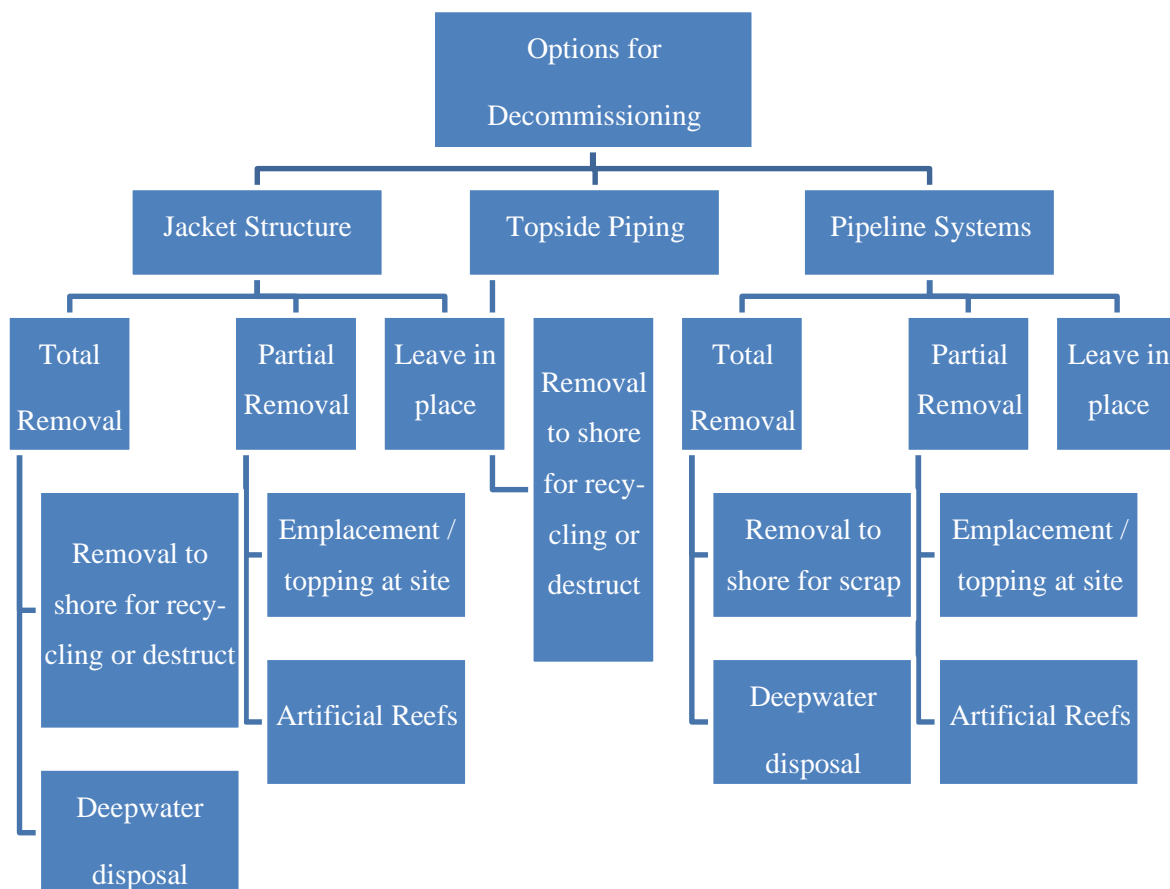 Options for
Decommissioning
Jacket Structure
Topside Piping
Pipeline Systems
Total
Removal
Partial
Removal
Leave in
place
Removal
to shore
for recy-
cling or
destruct
Total
Removal
Partial
Removal
Leave in
place
Removal to
shore for recy-
cling or destruct
Emplacement /
topping at site
Removal to
shore for scrap
Emplacement /
topping at site
Artificial Reefs
Deepwater
disposal
Artificial Reefs
Deepwater
disposal